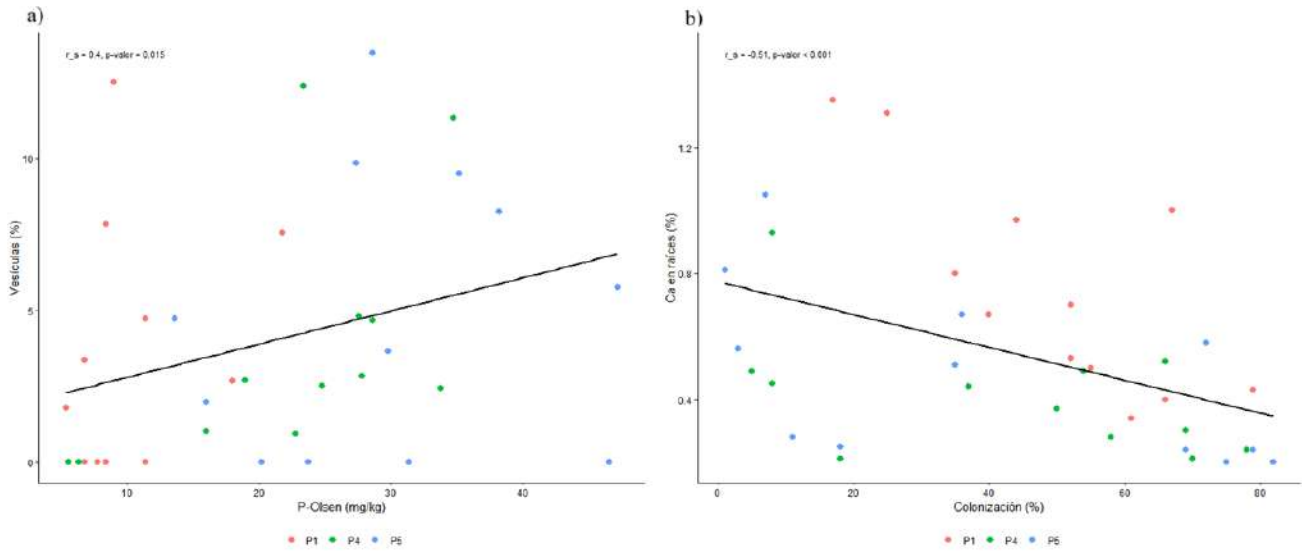 a)
r_s = 0.4, p-valor = 0.015
Vesículas (%)
10
5
0
10 20 30 40
P-Olsen (mg/kg)
P1 P4 P5
b)
r_s = -0.51, p-valor < 0.001
Ca en raíces (%)
1.2
0.8
0.4
0 20 40 60 80
Colonización (%)
P1 P4 P5